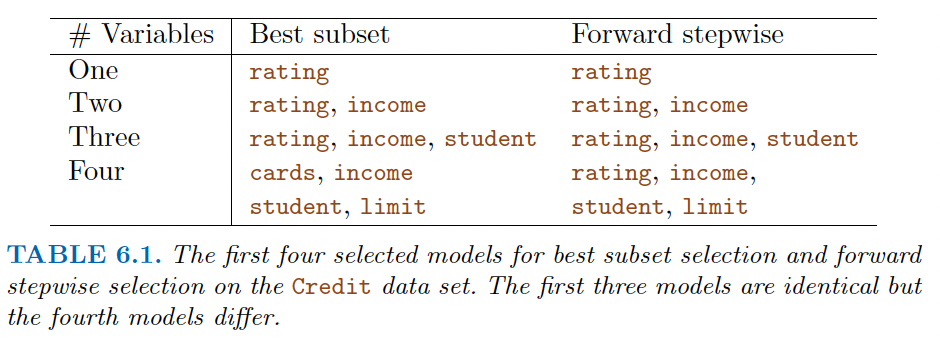 # Variables Best subset Forward stepwise
One rating rating
Two rating, income rating, income
Three rating, income, student rating, income, student
Four cards, income rating, income,
student, limit student, limit
TABLE 6.1. The first four selected models for best subset selection and forward
stepwise selection on the Credit data set. The first three models are identical but
the fourth models differ.